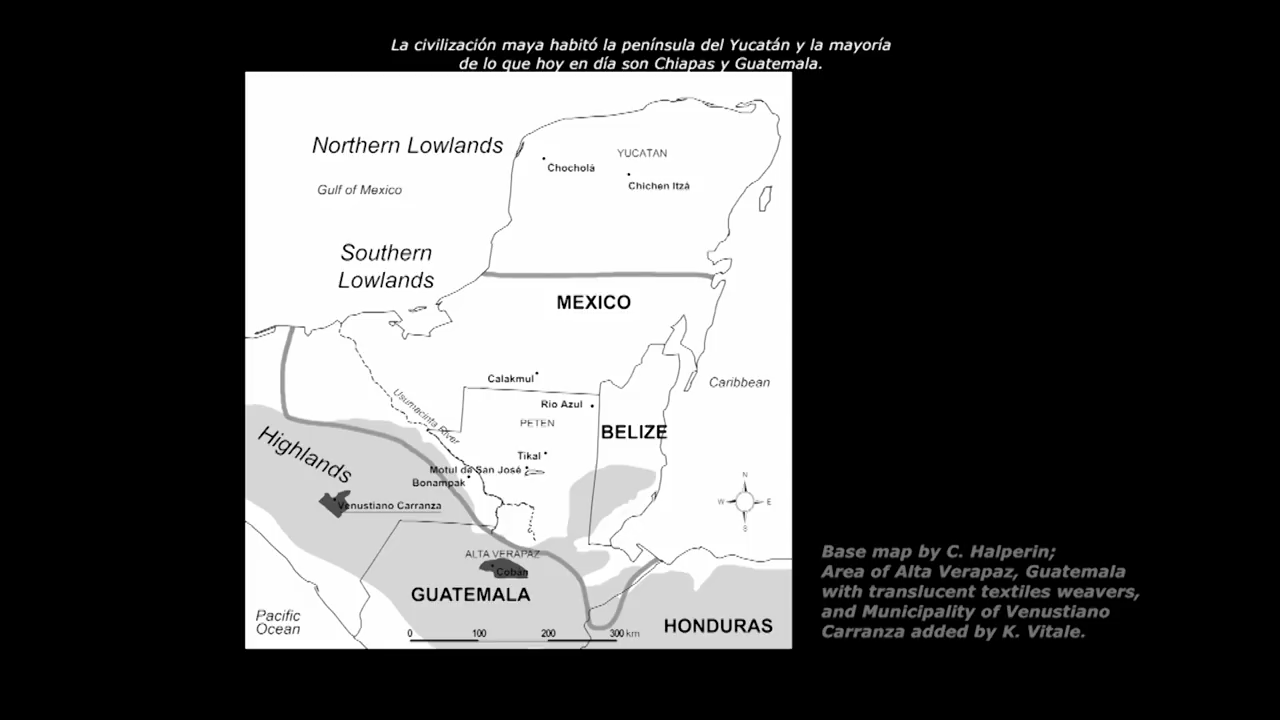 La civilización maya habitó la península del Yucatán y la mayoría
de lo que hoy en día son Chiapas y Guatemala.
Northern Lowlands
YUCATAN
Chocholá
Chichen Itzá
Gulf of Mexico
Southern
Lowlands
MEXICO
Calakmul
Caribbean
Usumacinta River
Rio Azul
PETEN
BELIZE
Highlands
Tikal
Motul de San José
Bonampak
N
W
E
S
Venustiano Carranza
ALTA VERAPAZ
Coban
GUATEMALA
Pacific
Ocean
HONDURAS
0 100 200 300 km
Base map by C. Halperin;
Area of Alta Verapaz, Guatemala
with translucent textiles weavers,
and Municipality of Venustiano
Carranza added by K. Vitale.